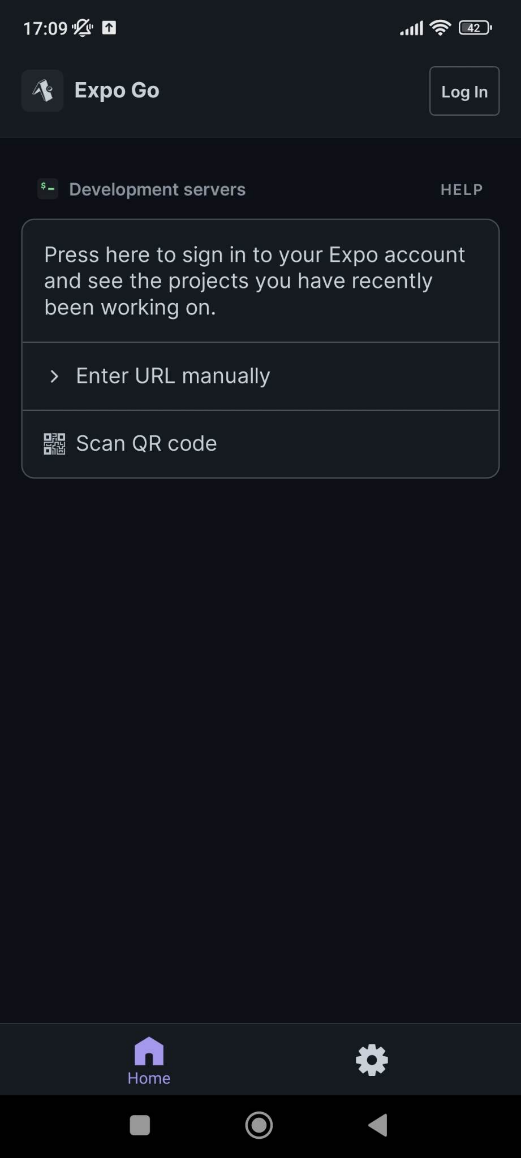 17:09
42
Expo Go
Log In
$-
Development servers
HELP
Press here to sign in to your Expo account
and see the projects you have recently
been working on.
Enter URL manually
Scan QR code
Home